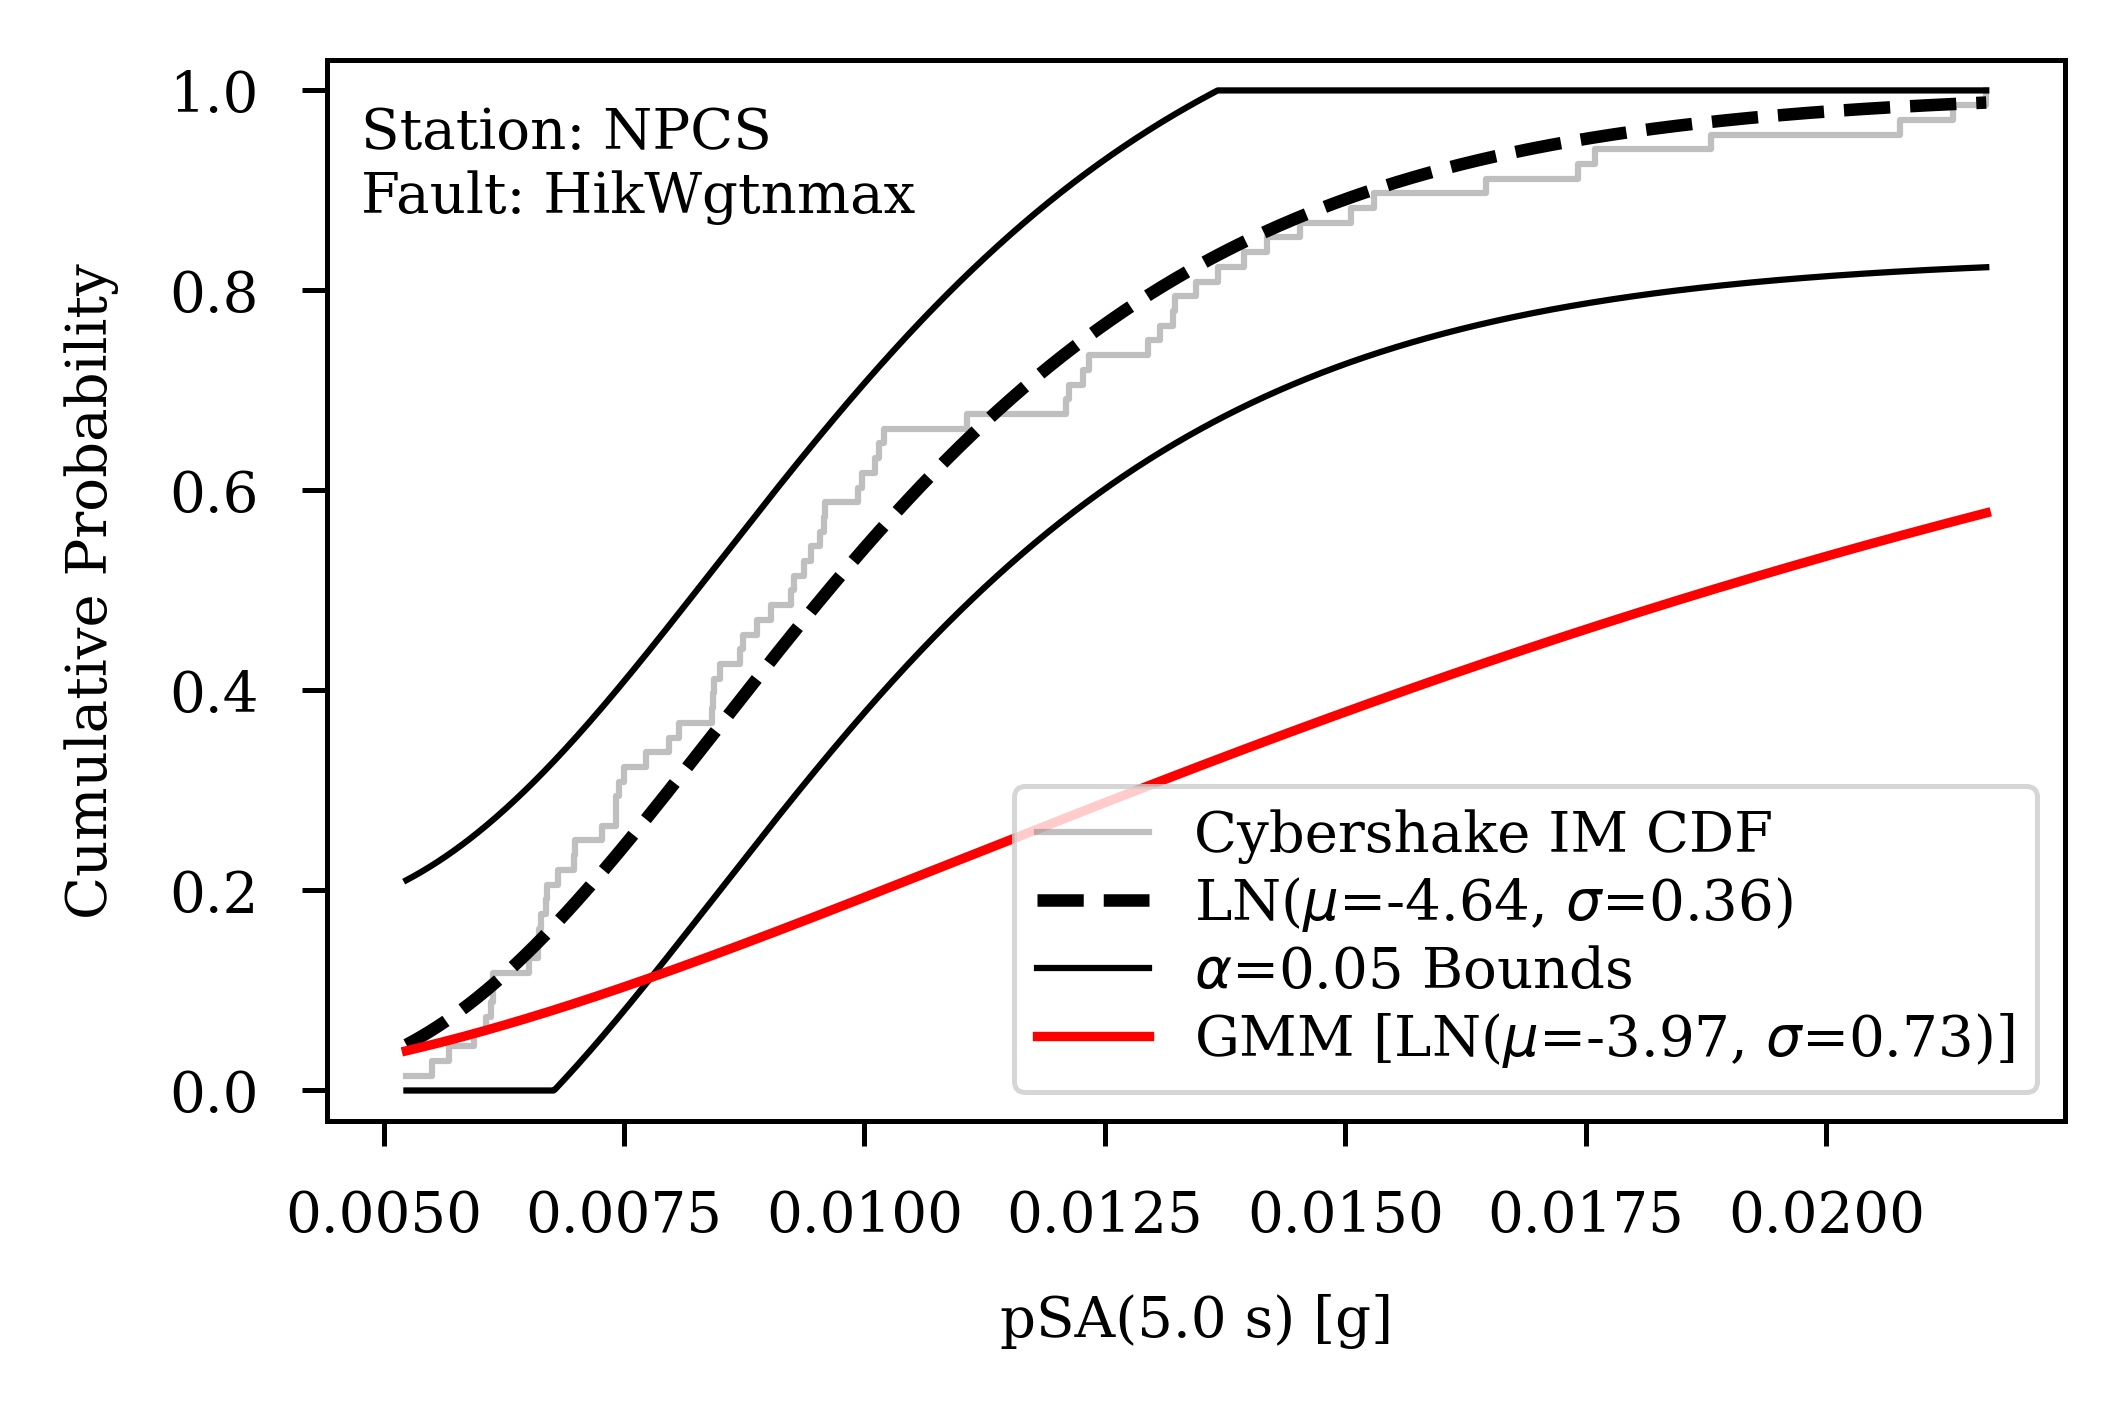 Station: NPCS
Fault: HikWgtnmax
Cumulative Probability
1.0
0.8
0.6
0.4
0.2
0.0
Cybershake IM CDF
LN(μ=-4.64, σ=0.36)
α=0.05 Bounds
GMM [LN(μ=-3.97, σ=0.73)]
0.0050 0.0075 0.0100 0.0125 0.0150 0.0175 0.0200
pSA(5.0 s) [g]